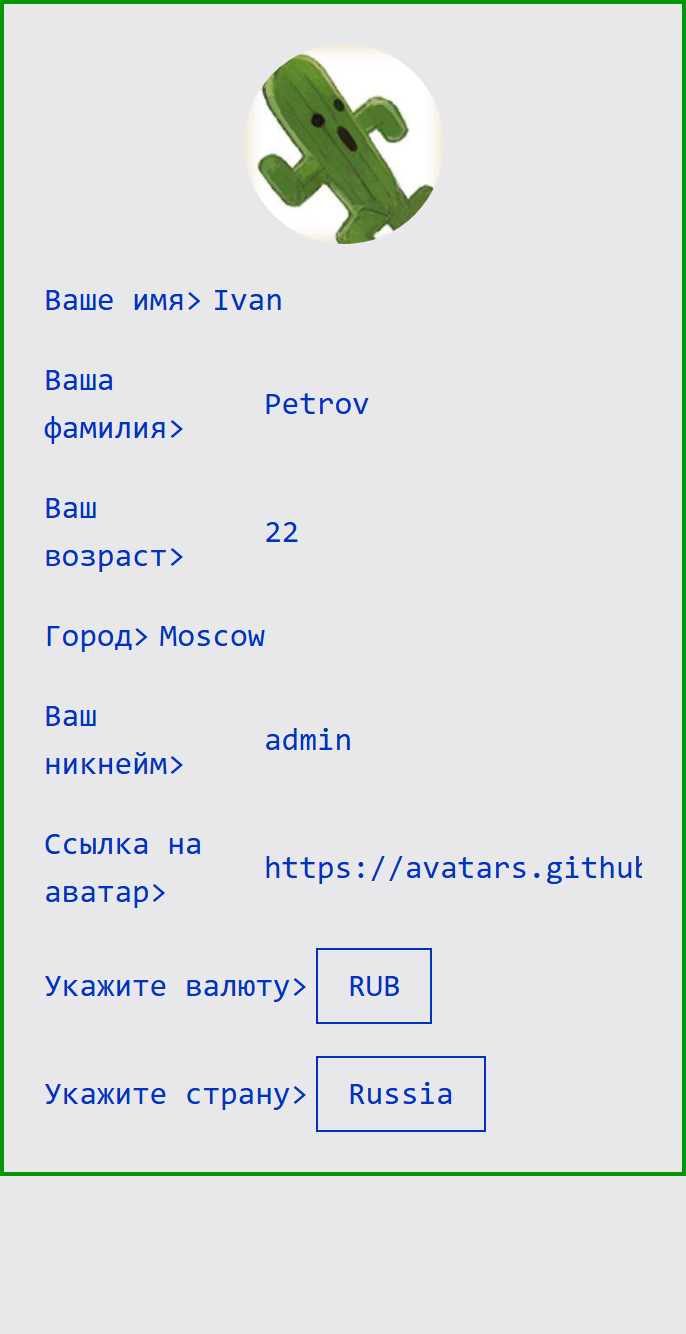 Ваше имя> Ivan
Ваша
фамилия>
Petrov
Ваш
возраст>
22
Город> Moscow
Ваш
никнейм>
admin
Ссылка на
аватар>
https://avatars.github
Укажите валюту> RUB
Укажите страну> Russia